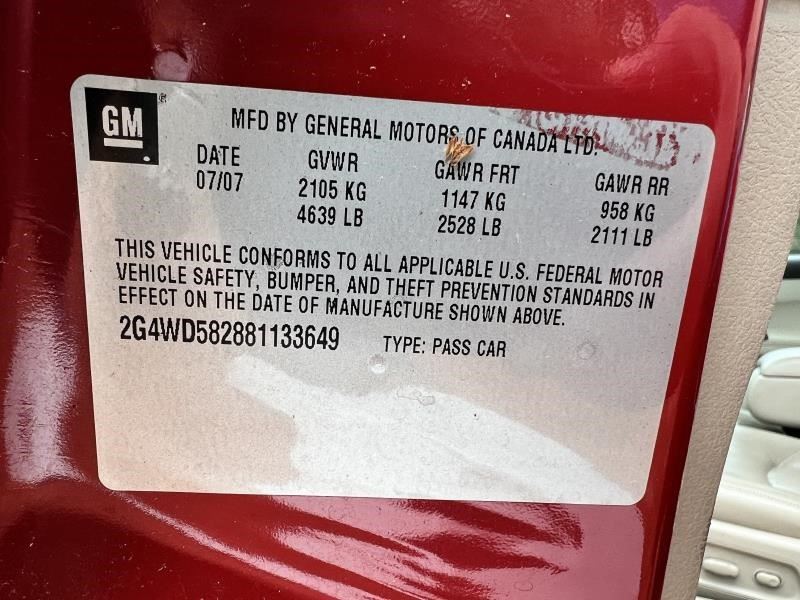 GM
MFD BY GENERAL MOTORS OF CANADA LTD.
DATE GVWR GAWR FRT GAWR RR
07/07 2105 KG 1147 KG 958 KG
4639 LB 2528 LB 2111 LB
THIS VEHICLE CONFORMS TO ALL APPLICABLE U.S. FEDERAL MOTOR
VEHICLE SAFETY, BUMPER, AND THEFT PREVENTION STANDARDS IN
EFFECT ON THE DATE OF MANUFACTURE SHOWN ABOVE.
2G4WD582881133649 TYPE: PASS CAR